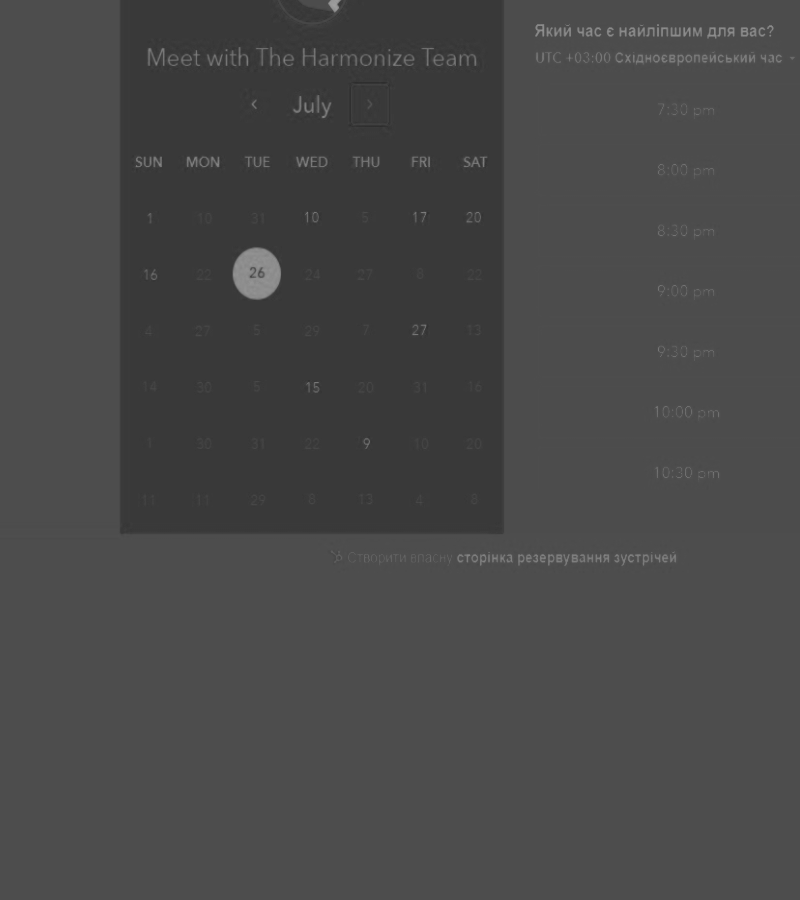 Meet with The Harmonize Team
July
SUN MON TUE WED THU FRI SAT
1 10 31 10 5 17 20
16 22 26 24 27 8 22
4 27 5 29 7 27 13
14 30 5 15 20 31 16
1 30 31 22 9 18 20
11 11 29 8 13 4 8
Який час є найліпшим для вас?
UTC +03:00 Східноєвропейський час
7:30 pm
8:00 pm
8:30 pm
9:00 pm
9:30 pm
10:00 pm
10:30 pm
Створити власну сторінка резервування зустрічей